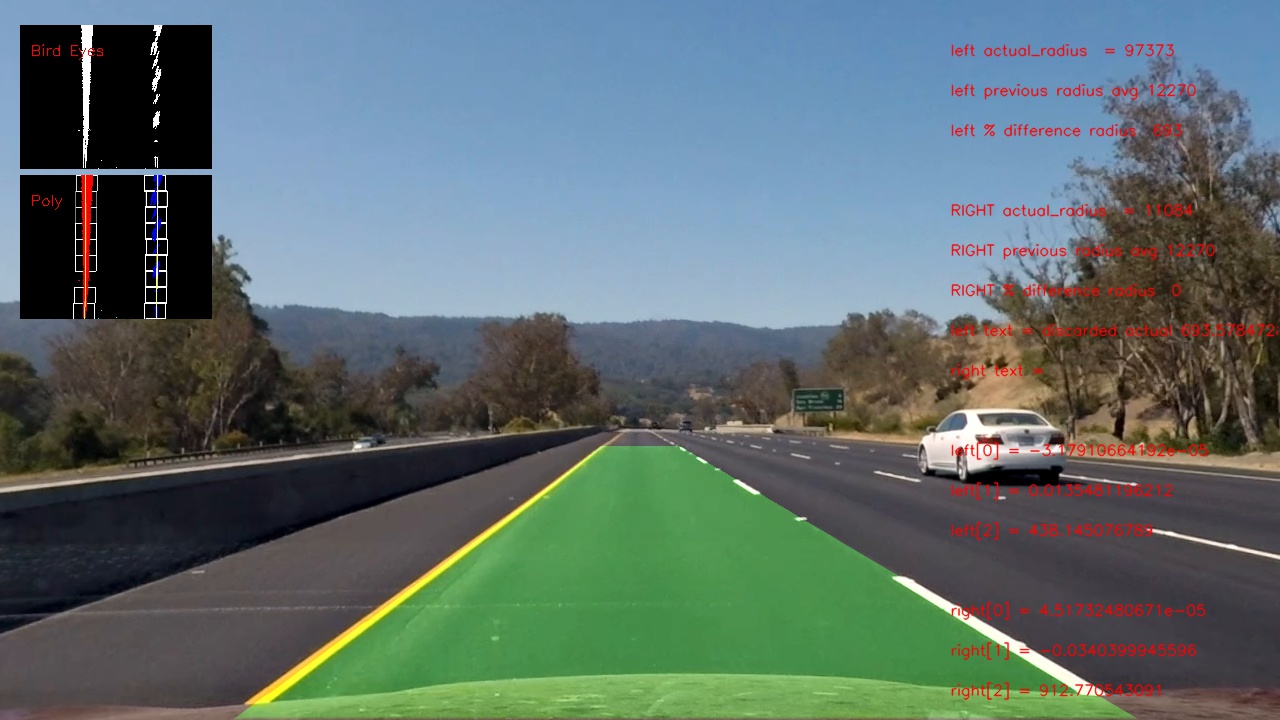 Bird Eyes
Poly
left actual_radius = 97373
left previous radius avg 12270
left % difference radius 693
RIGHT actual_radius = 11084
RIGHT previous radius avg 12270
RIGHT % difference radius 0
left text = discarded actual 693.578472
right text =
left[0] = -3.17910664192e-05
left[1] = 0.0135481196212
left[2] = 438.145076789
right[0] = 4.51732480671e-05
right[1] = -0.0340399945596
right[2] = 912.770543091